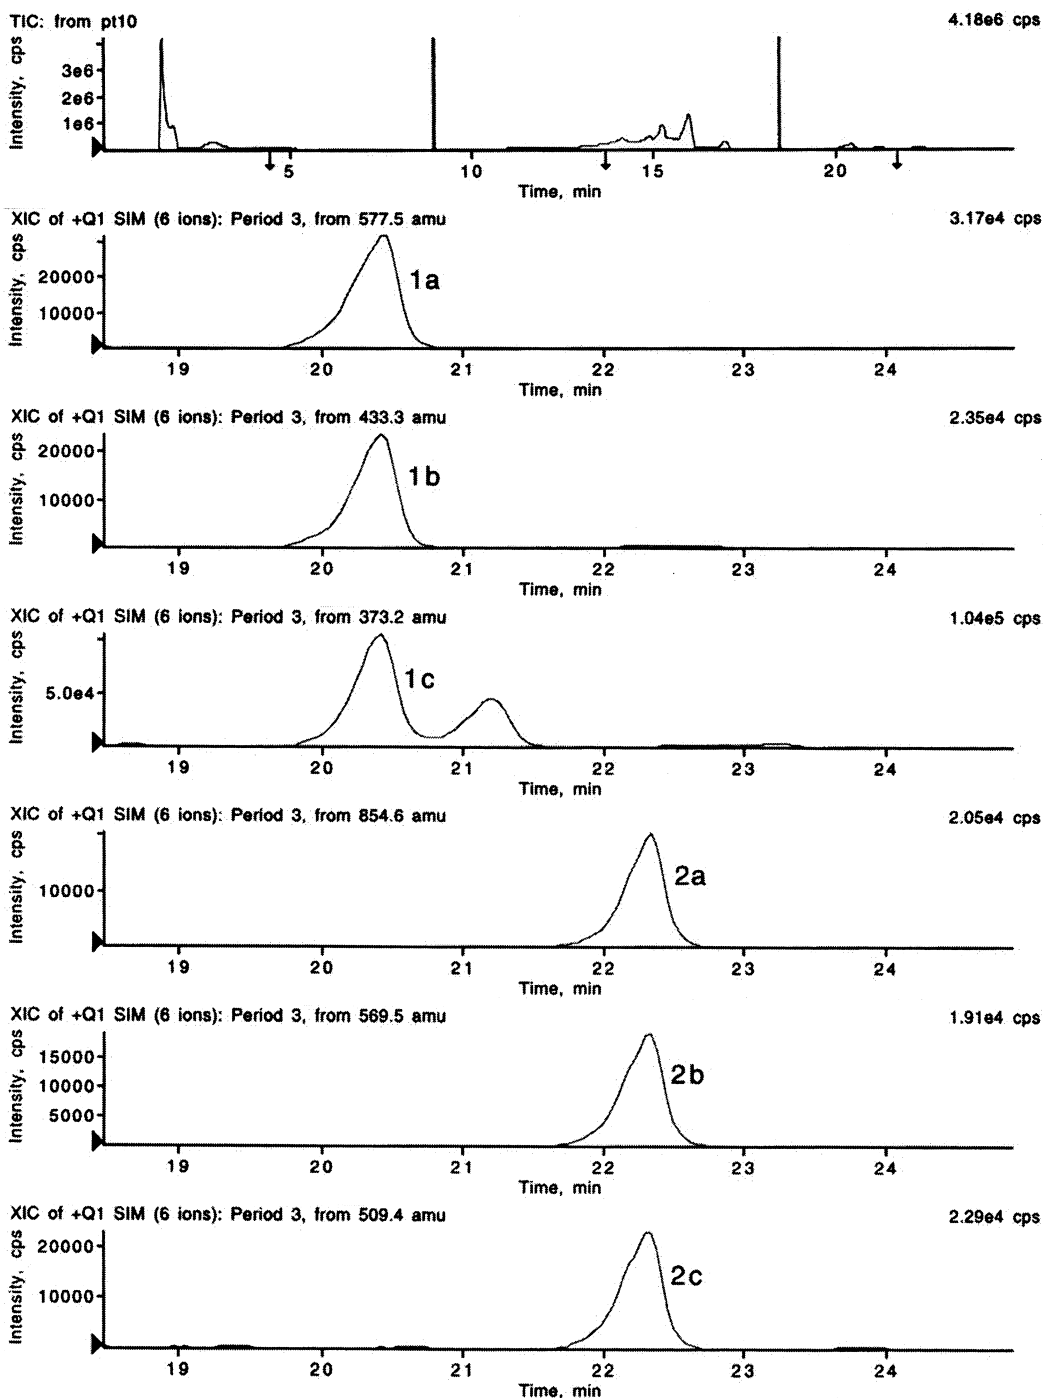 TIC: from pt10 4.18e6 cps
Intensity, cps
3e6
2e6
1e6
5 10 15 20
Time, min
XIC of +Q1 SIM (6 ions): Period 3, from 577.5 amu 3.17e4 cps
Intensity, cps
20000
10000
1a
19 20 21 22 23 24
Time, min
XIC of +Q1 SIM (6 ions): Period 3, from 433.3 amu 2.35e4 cps
Intensity, cps
20000
10000
1b
19 20 21 22 23 24
Time, min
XIC of +Q1 SIM (6 ions): Period 3, from 373.2 amu 1.04e5 cps
Intensity, cps
5.0e4
1c
19 20 21 22 23 24
Time, min
XIC of +Q1 SIM (6 ions): Period 3, from 854.6 amu 2.05e4 cps
Intensity, cps
10000
2a
19 20 21 22 23 24
Time, min
XIC of +Q1 SIM (6 ions): Period 3, from 569.5 amu 1.91e4 cps
Intensity, cps
15000
10000
5000
2b
19 20 21 22 23 24
Time, min
XIC of +Q1 SIM (6 ions): Period 3, from 509.4 amu 2.29e4 cps
Intensity, cps
20000
10000
2c
19 20 21 22 23 24
Time, min